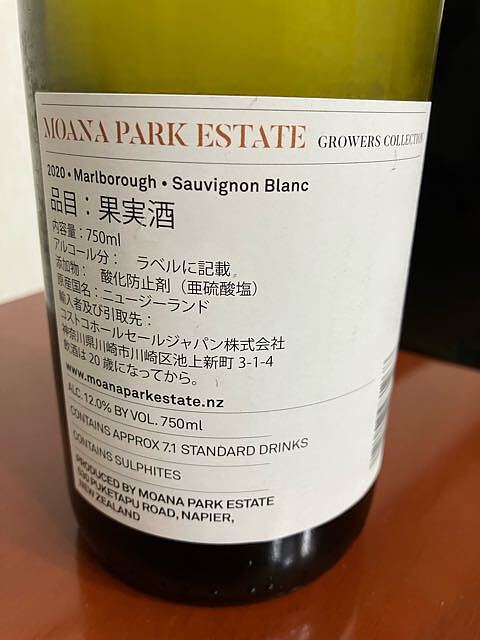 MOANA PARK ESTATE GROWERS COLLECTION
2020 • Marlborough • Sauvignon Blanc
品目：果実酒
内容量：750ml
アルコール分： ラベルに記載
添加物： 酸化防止剤（亜硫酸塩）
原産国名：ニュージーランド
輸入者及び引取先：
コストコホールセールジャパン株式会社
神奈川県川崎市川崎区池上新町 3-1-4
飲酒は 20 歳になってから。
www.moanaparkestate.nz
ALC. 12.0% BY VOL. 750ml
CONTAINS APPROX 7.1 STANDARD DRINKS
CONTAINS SULPHITES
PRODUCED BY MOANA PARK ESTATE
530 PUKETAPU ROAD, NAPIER,
NEW ZEALAND